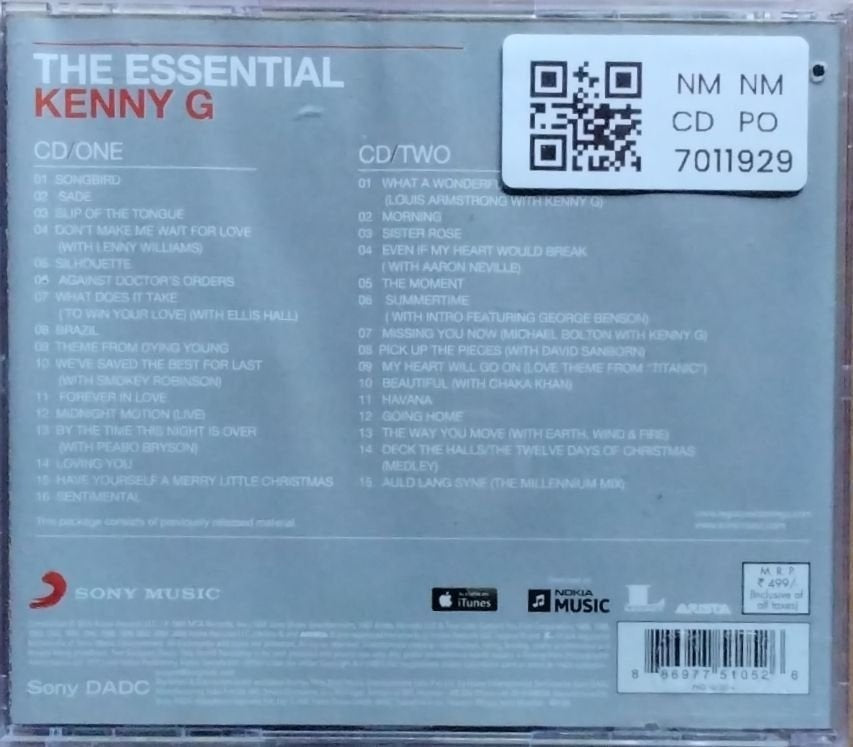 THE ESSENTIAL
KENNY G
NM NM
CD PO
7011929
CD/ONE
01 SONGBIRD
02 SADE
03 SLIP OF THE TONGUE
04 DON'T MAKE ME WAIT FOR LOVE
(WITH LENNY WILLIAMS)
05 SILHOUETTE
06 AGAINST DOCTOR'S ORDERS
07 WHAT DOES IT TAKE
(TO WIN YOUR LOVE) (WITH ELLIS HALL)
08 BRAZIL
09 THEME FROM DYING YOUNG
10 WE'VE SAVED THE BEST FOR LAST
(WITH SMOKEY ROBINSON)
11 FOREVER IN LOVE
12 MIDNIGHT MOTION (LIVE)
13 BY THE TIME THIS NIGHT IS OVER
(WITH PEABO BRYSON)
14 LOVING YOU
15 HAVE YOURSELF A MERRY LITTLE CHRISTMAS
16 SENTIMENTAL
This package consists of previously released material.
CD/TWO
01 WHAT A WONDERFU
(LOUIS ARMSTRONG WITH KENNY G)
02 MORNING
03 SISTER ROSE
04 EVEN IF MY HEART WOULD BREAK
( WITH AARON NEVILLE)
05 THE MOMENT
06 SUMMERTIME
( WITH INTRO FEATURING GEORGE BENSON)
07 MISSING YOU NOW (MICHAEL BOLTON WITH KENNY G)
08 PICK UP THE PIECES (WITH DAVID SANBORN)
09 MY HEART WILL GO ON (LOVE THEME FROM "TITANIC")
10 BEAUTIFUL (WITH CHAKA KHAN)
11 HAVANA
12 GOING HOME
13 THE WAY YOU MOVE (WITH EARTH, WIND & FIRE)
14 DECK THE HALLS/THE TWELVE DAYS OF CHRISTMAS
(MEDLEY)
15 AULD LANG SYNE (THE MILLENNIUM MIX)
SONY MUSIC
iTunes
NOKIA
MUSIC
L
ARISTA
M. R. P.
₹ 499/-
(Inclusive of
all taxes)
8 86977 51052 6
Sony DADC